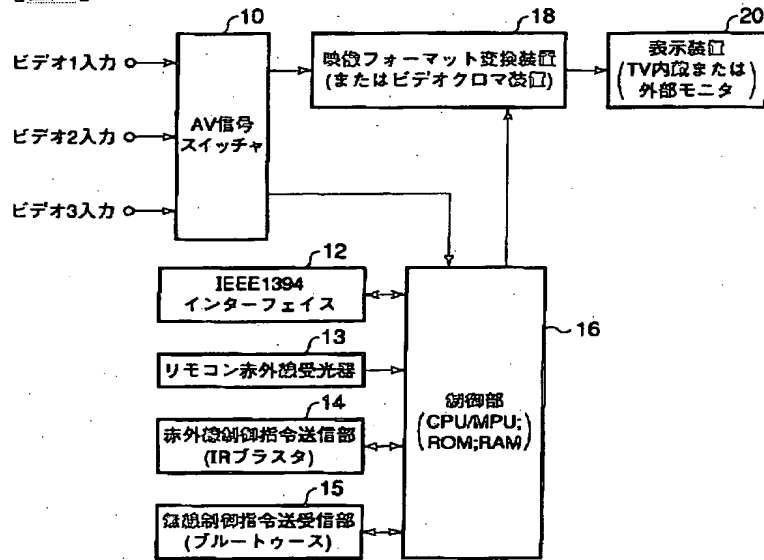 10
18
20
ビデオ1入力
ビデオ2入力
ビデオ3入力
AV信号
スイッチャ
映像フォーマット変換装置
(またはビデオクロマ装置)
表示装置
(TV内蔵または
外部モニタ)
12
IEEE1394
インターフェイス
13
リモコン赤外線受光器
14
赤外線制御指令送信部
(IRブラスタ)
15
無線制御指令送受信部
(ブルートゥース)
16
制御部
(CPU/MPU;
ROM;RAM)